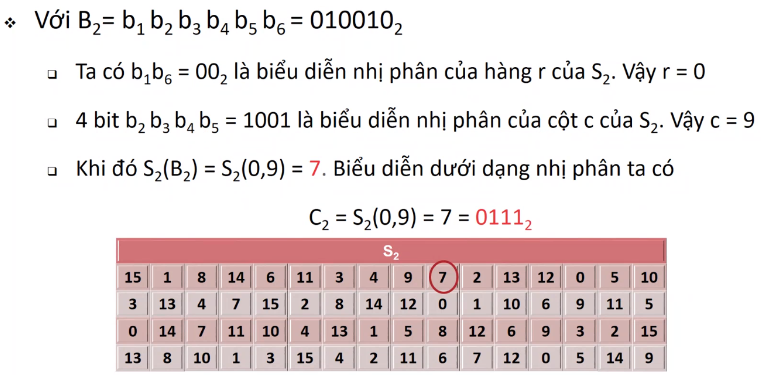 ❖ Với B₂= b₁ b₂ b₃ b₄ b₅ b₆ = 010010₂
❑ Ta có b₁b₆ = 00₂ là biểu diễn nhị phân của hàng r của S₂. Vậy r = 0
❑ 4 bit b₂ b₃ b₄ b₅ = 1001 là biểu diễn nhị phân của cột c của S₂. Vậy c = 9
❑ Khi đó S₂(B₂) = S₂(0,9) = 7. Biểu diễn dưới dạng nhị phân ta có
C₂ = S₂(0,9) = 7 = 0111₂
S₂
15 1 8 14 6 11 3 4 9 7 2 13 12 0 5 10
3 13 4 7 15 2 8 14 12 0 1 10 6 9 11 5
0 14 7 11 10 4 13 1 5 8 12 6 9 3 2 15
13 8 10 1 3 15 4 2 11 6 7 12 0 5 14 9